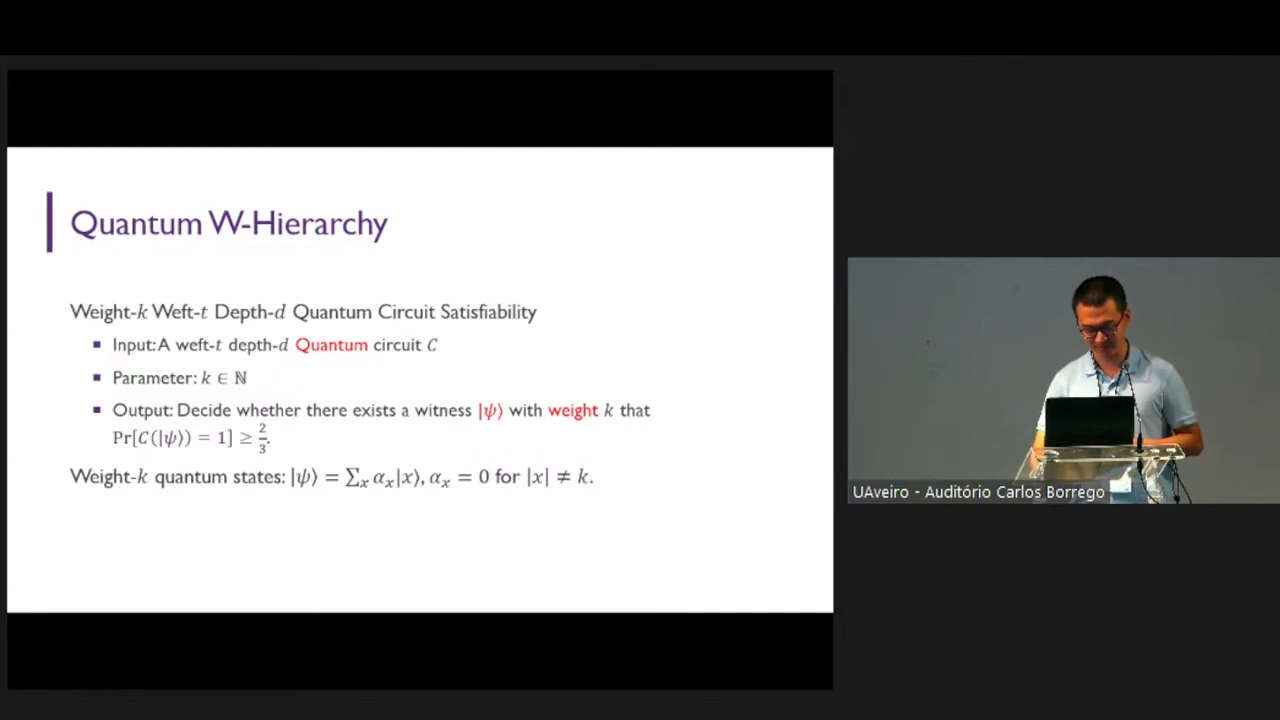 Quantum W-Hierarchy
Weight-k Weft-t Depth-d Quantum Circuit Satisfiability
▪ Input: A weft-t depth-d Quantum circuit C
▪ Parameter: k ∈ ℕ
▪ Output: Decide whether there exists a witness |ψ⟩ with weight k that
Pr[C(|ψ⟩) = 1] ≥ 2/3.
Weight-k quantum states: |ψ⟩ = ∑ₓ αₓ|x⟩, αₓ = 0 for |x| ≠ k.
UAveiro - Auditório Carlos Borrego